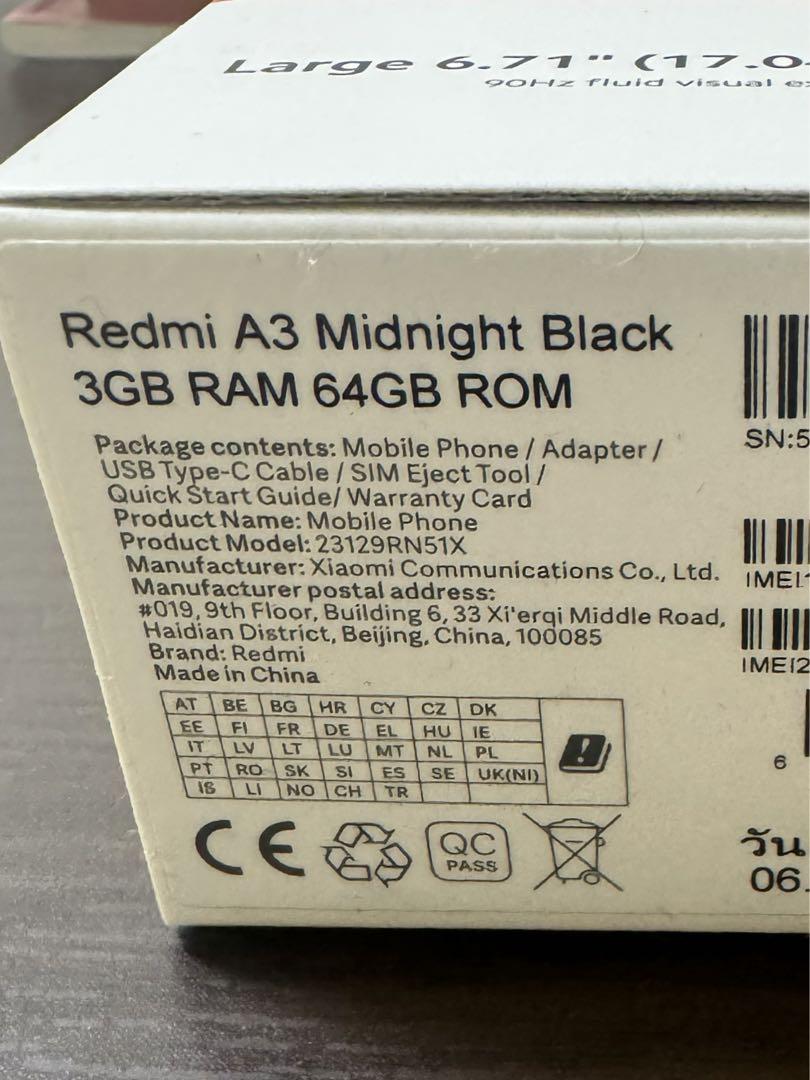 Large 6.71" (17.0
90Hz fluid visual e
Redmi A3 Midnight Black
3GB RAM 64GB ROM
Package contents: Mobile Phone / Adapter /
USB Type-C Cable / SIM Eject Tool /
Quick Start Guide/ Warranty Card
Product Name: Mobile Phone
Product Model: 23129RN51X
Manufacturer: Xiaomi Communications Co., Ltd.
Manufacturer postal address:
#019, 9th Floor, Building 6, 33 Xi'erqi Middle Road,
Haidian District, Beijing, China, 100085
Brand: Redmi
Made in China
AT BE BG HR CY CZ DK
EE FI FR DE EL HU IE
IT LV LT LU MT NL PL
PT RO SK SI ES SE UK(NI)
IS LI NO CH TR
CE
QC
PASS
SN:5
IMEI1
IMEI2
6
วัน
06.